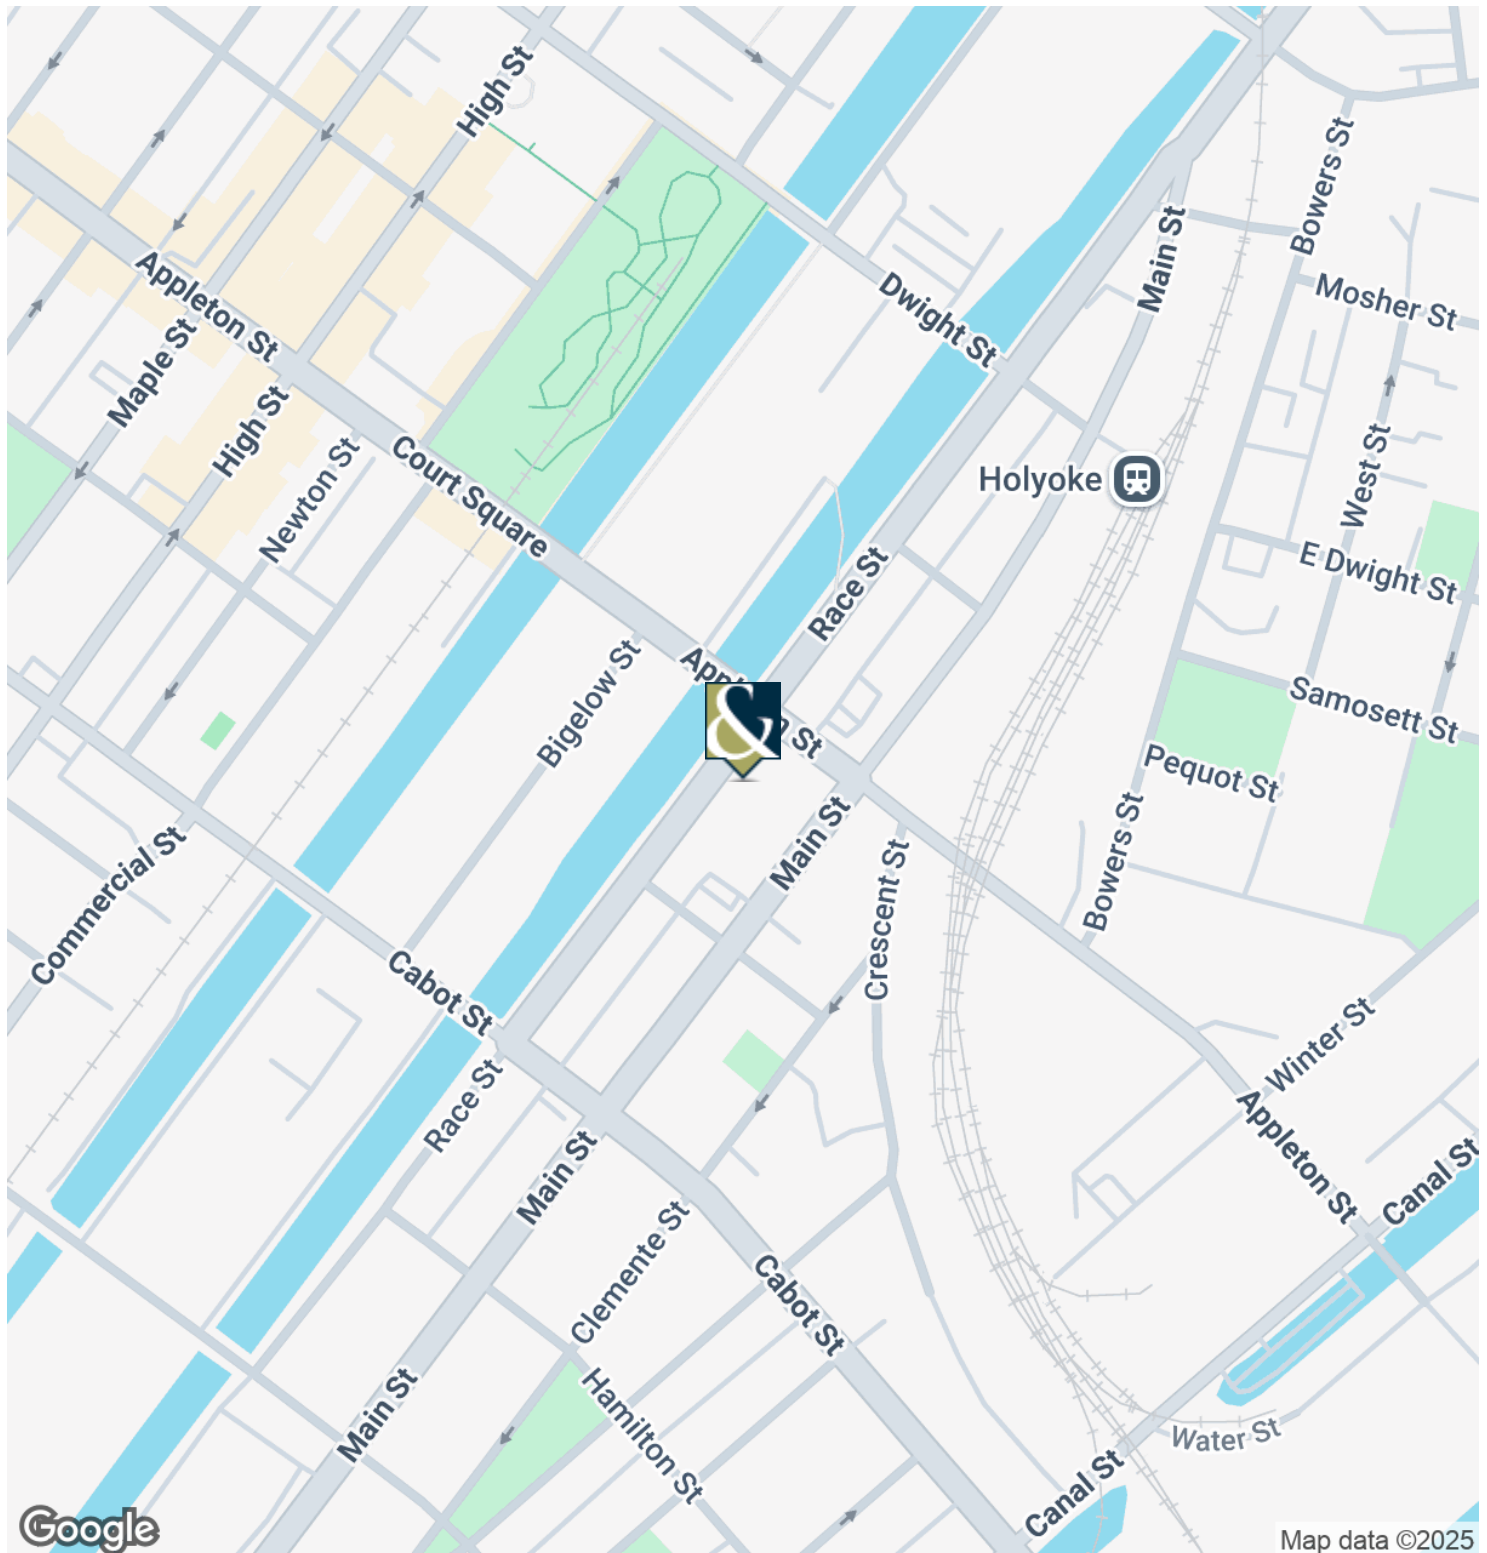 High St
Bowers St
Main St
Mosher St
Appleton St
Dwight St
Maple St
High St
Newton St
Court Square
Holyoke
West St
E Dwight St
Race St
Bigelow St
Appleton St
&
Samosett St
Pequot St
Main St
Bowers St
Crescent St
Commercial St
Cabot St
Winter St
Race St
Appleton St
Canal St
Main St
Clemente St
Cabot St
Main St
Hamilton St
Water St
Canal St
Google
Map data ©2025